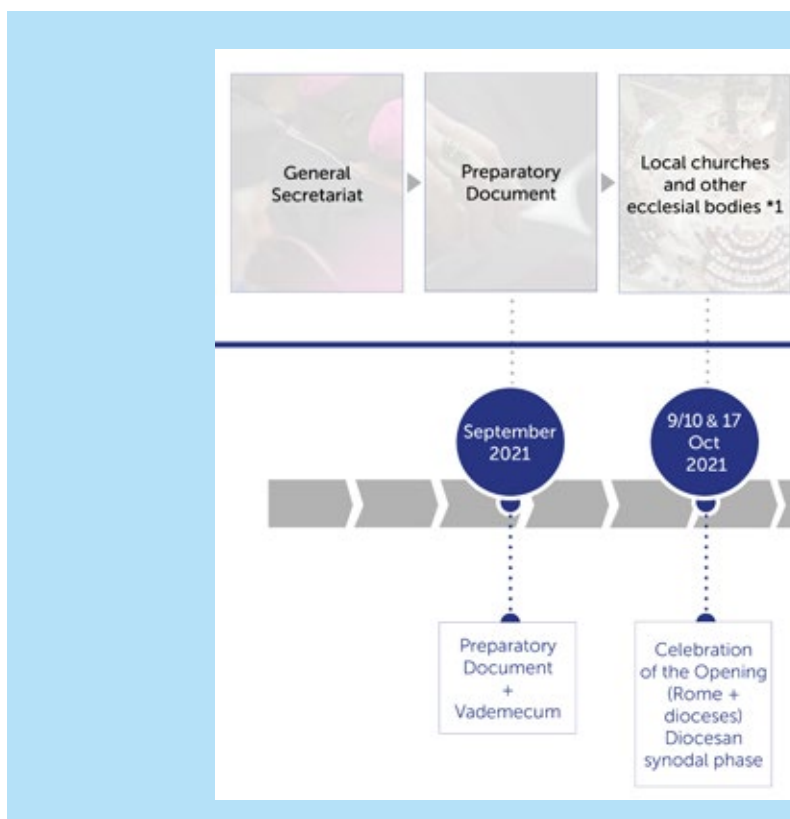 General
Secretariat
Preparatory
Document
Local churches
and other
ecclesial bodies *1
September
2021
9/10 & 17
Oct
2021
Preparatory
Document
+
Vademecum
Celebration
of the Opening
(Rome +
dioceses)
Diocesan
synodal phase